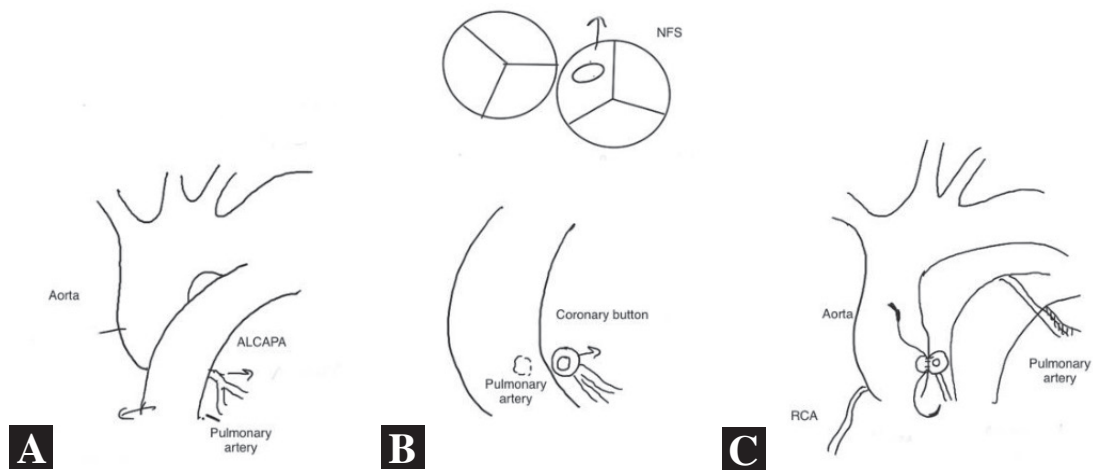 NFS
Aorta
ALCAPA
Pulmonary
artery
A
Coronary button
Pulmonary
artery
B
Aorta
Pulmonary
artery
RCA
C